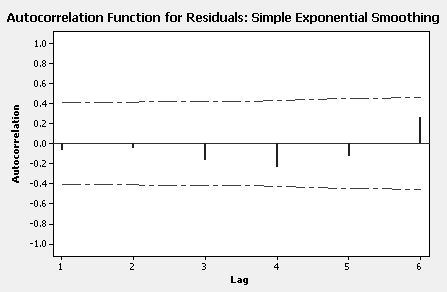 Autocorrelation Function for Residuals: Simple Exponential Smoothing
1.0
0.8
0.6
0.4
0.2
0.0
-0.2
-0.4
-0.6
-0.8
-1.0
Autocorrelation
1 2 3 4 5 6
Lag